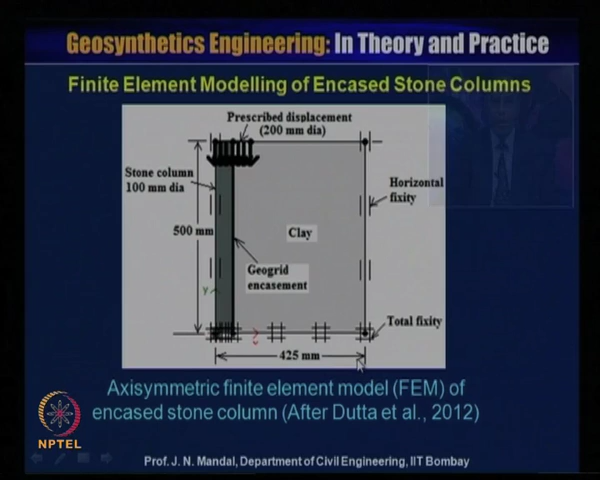 Geosynthetics Engineering: In Theory and Practice
Finite Element Modelling of Encased Stone Columns
Prescribed displacement
(200 mm dia)
Stone column
100 mm dia
Horizontal
fixity
500 mm
Clay
Geogrid
encasement
y
Total fixity
425 mm
Axisymmetric finite element model (FEM) of
encased stone column (After Dutta et al., 2012)
NPTEL
Prof. J. N. Mandal, Department of Civil Engineering, IIT Bombay